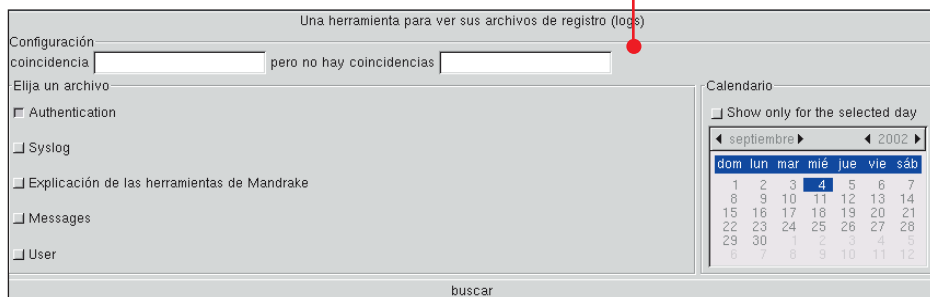 Una herramienta para ver sus archivos de registro (logs)
Configuración
coincidencia pero no hay coincidencias
Elija un archivo
Authentication
Syslog
Explicación de las herramientas de Mandrake
Messages
User
Calendario
Show only for the selected day
septiembre 2002
dom lun mar mié jue vie sáb
1 2 3 4 5 6 7
8 9 10 11 12 13 14
15 16 17 18 19 20 21
22 23 24 25 26 27 28
29 30 1 2 3 4 5
6 7 8 9 10 11 12
buscar